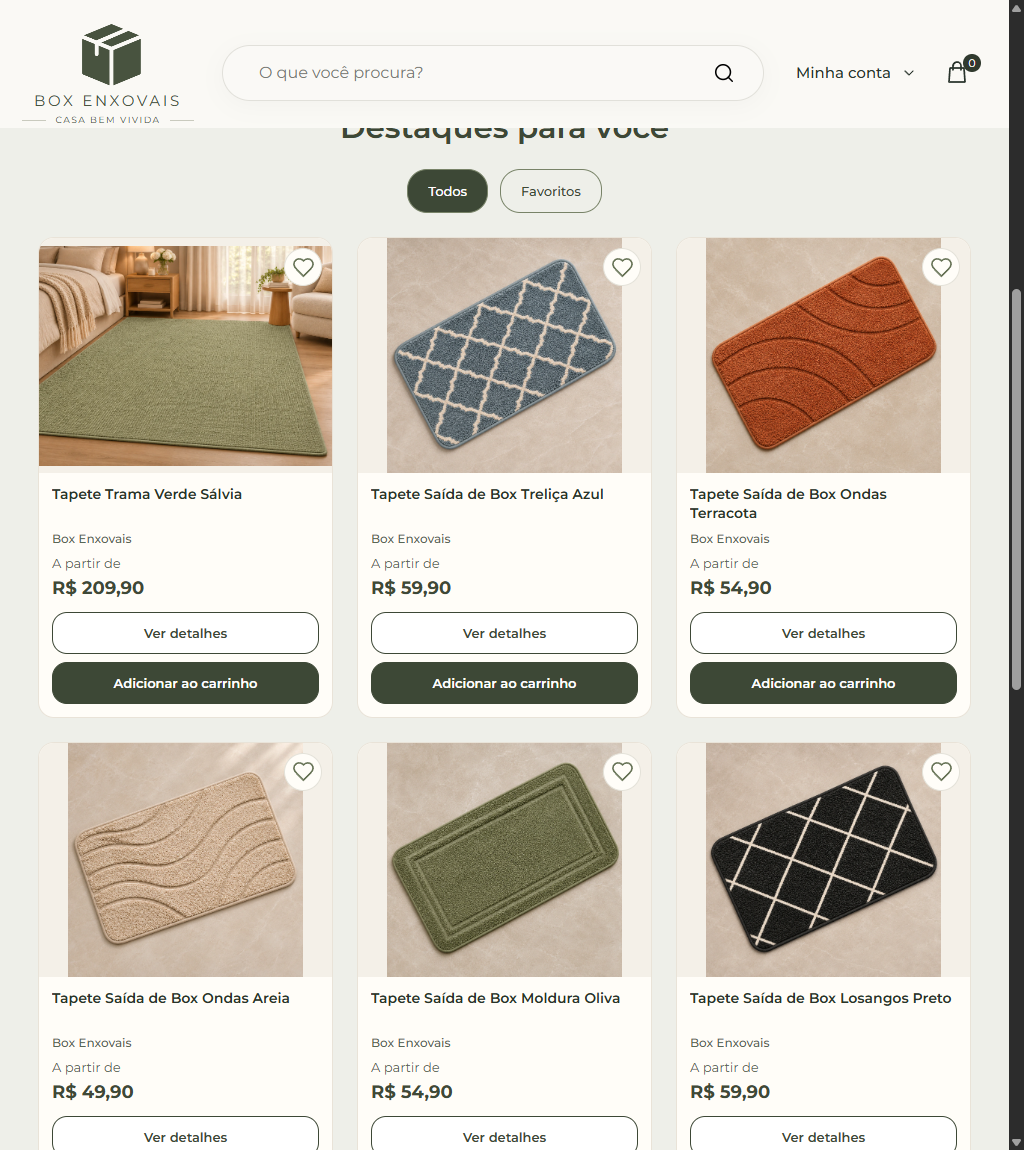 BOX ENXOVAIS
CASA BEM VIVIDA
O que você procura?
Minha conta
0
Destaques para você
Todos
Favoritos
Tapete Trama Verde Sálvia
Box Enxovais
A partir de
R$ 209,90
Ver detalhes
Adicionar ao carrinho
Tapete Saída de Box Treliça Azul
Box Enxovais
A partir de
R$ 59,90
Ver detalhes
Adicionar ao carrinho
Tapete Saída de Box Ondas
Terracota
Box Enxovais
A partir de
R$ 54,90
Ver detalhes
Adicionar ao carrinho
Tapete Saída de Box Ondas Areia
Box Enxovais
A partir de
R$ 49,90
Ver detalhes
Tapete Saída de Box Moldura Oliva
Box Enxovais
A partir de
R$ 54,90
Ver detalhes
Tapete Saída de Box Losangos Preto
Box Enxovais
A partir de
R$ 59,90
Ver detalhes